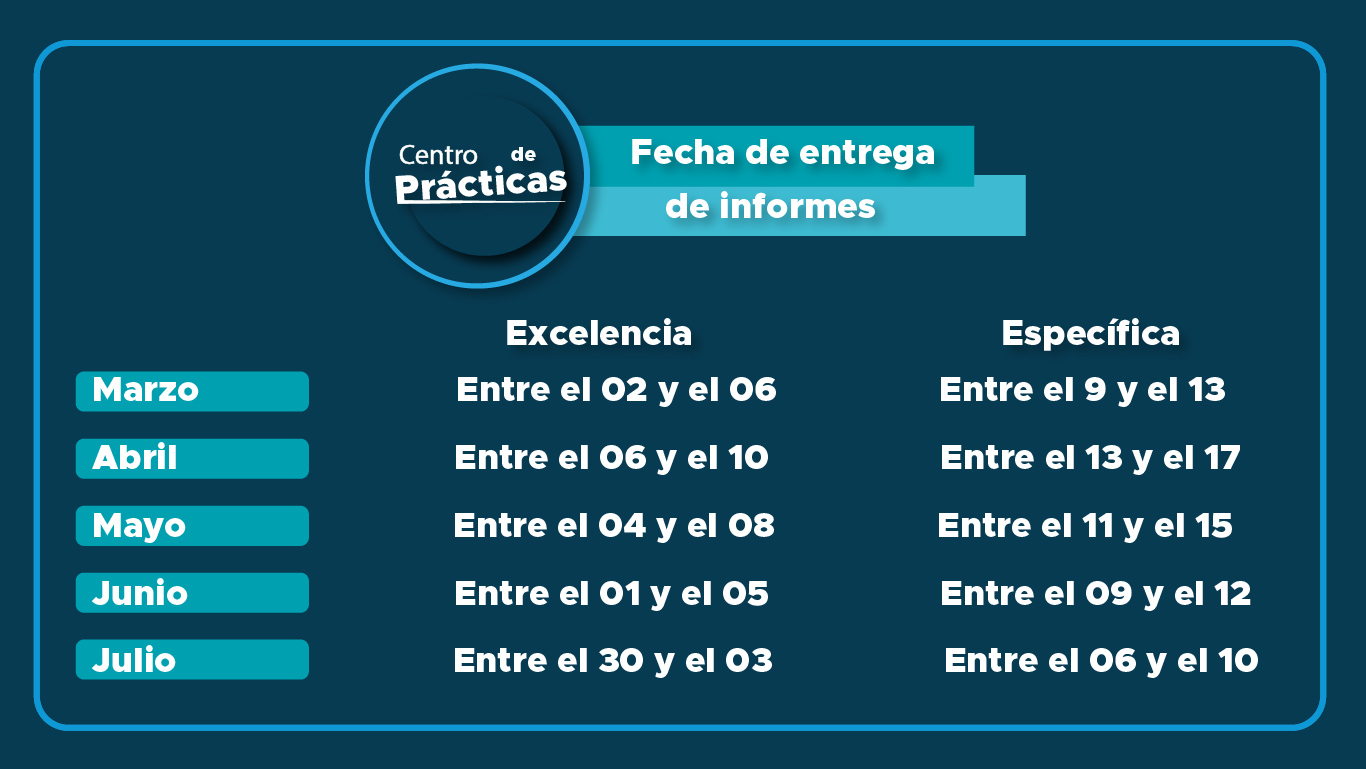 Centro de
Prácticas
Fecha de entrega
de informes
Excelencia Específica
Marzo Entre el 02 y el 06 Entre el 9 y el 13
Abril Entre el 06 y el 10 Entre el 13 y el 17
Mayo Entre el 04 y el 08 Entre el 11 y el 15
Junio Entre el 01 y el 05 Entre el 09 y el 12
Julio Entre el 30 y el 03 Entre el 06 y el 10